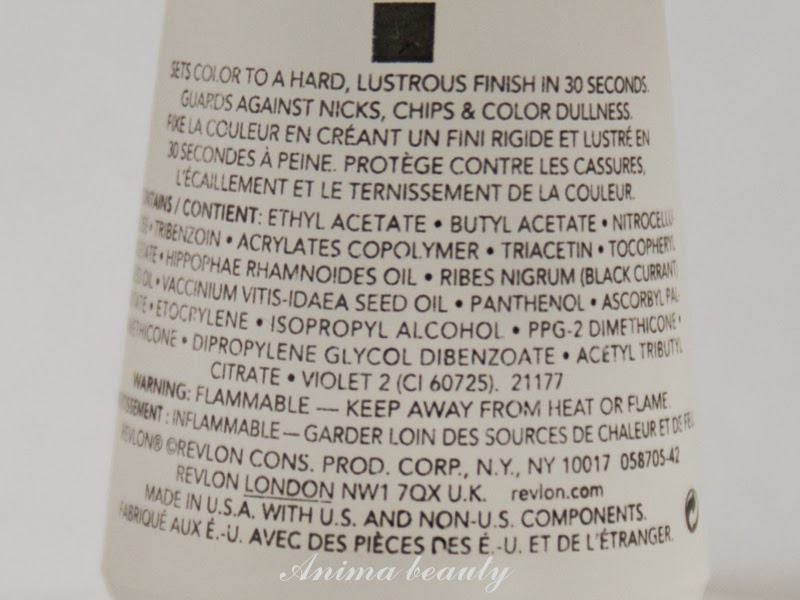 SETS COLOR TO A HARD, LUSTROUS FINISH IN 30 SECONDS.
GUARDS AGAINST NICKS, CHIPS & COLOR DULLNESS.
FIXE LA COULEUR EN CRÉANT UN FINI RIGIDE ET LUSTRÉ EN
30 SECONDES À PEINE. PROTÈGE CONTRE LES CASSURES,
L'ÉCAILLEMENT ET LE TERNISSEMENT DE LA COULEUR.
CONTAINS / CONTIENT: ETHYL ACETATE • BUTYL ACETATE • NITROCELLU-
• TRIBENZOIN • ACRYLATES COPOLYMER • TRIACETIN • TOCOPHERYL
• HIPPOPHAE RHAMNOIDES OIL • RIBES NIGRUM (BLACK CURRANT)
OIL • VACCINIUM VITIS-IDAEA SEED OIL • PANTHENOL • ASCORBYL PAL-
• ETOCRYLENE • ISOPROPYL ALCOHOL • PPG-2 DIMETHICONE •
• DIPROPYLENE GLYCOL DIBENZOATE • ACETYL TRIBUTYL
CITRATE • VIOLET 2 (CI 60725). 21177
WARNING: FLAMMABLE — KEEP AWAY FROM HEAT OR FLAME.
: INFLAMMABLE — GARDER LOIN DES SOURCES DE CHALEUR ET DE
REVLON® ©REVLON CONS. PROD. CORP., N.Y., NY 10017 058705-42
REVLON LONDON NW1 7QX U.K. revlon.com
MADE IN U.S.A. WITH U.S. AND NON-U.S. COMPONENTS.
FABRIQUÉ AUX É.-U. AVEC DES PIÈCES DES É.-U. ET DE L'ÉTRANGER.
Anima beauty